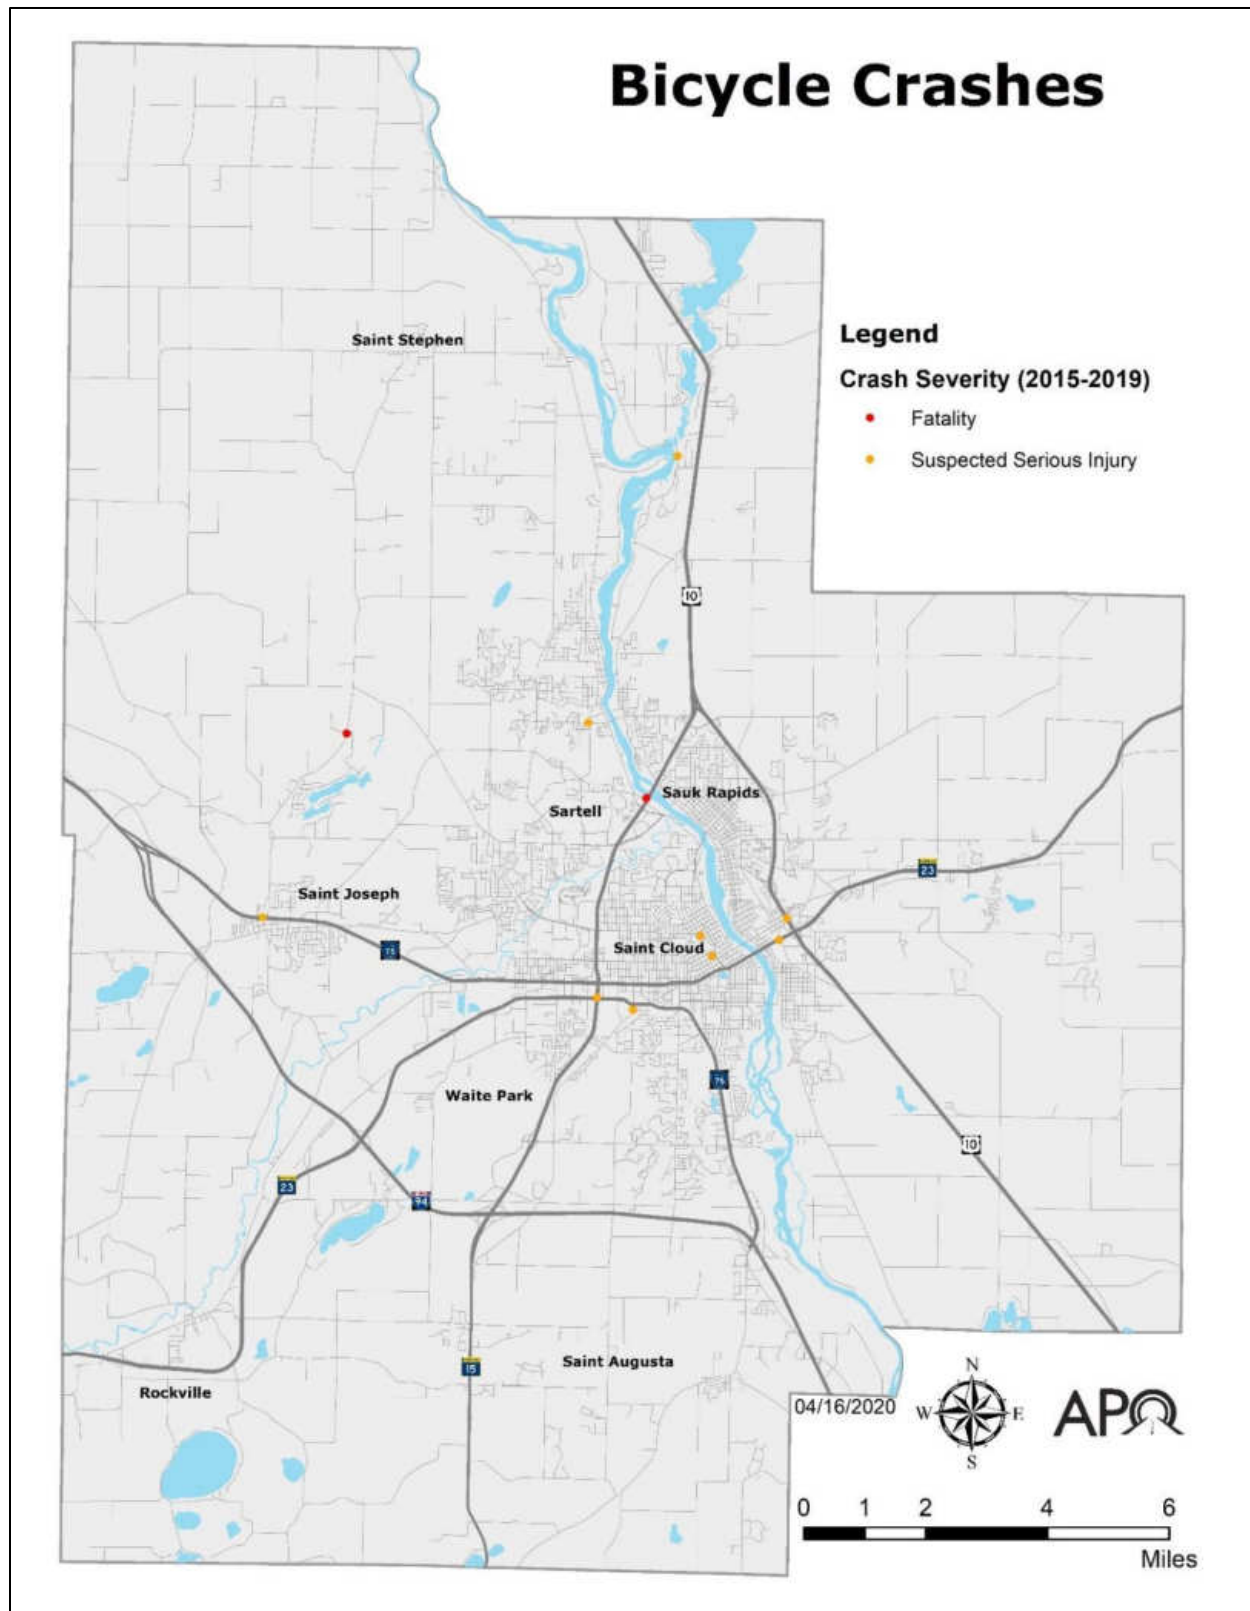 Bicycle Crashes
Legend
Crash Severity (2015-2019)
Fatality
Suspected Serious Injury
Saint Stephen
10
Sauk Rapids
Sartell
23
Saint Joseph
Saint Cloud
75
75
Waite Park
10
23
94
15
Saint Augusta
Rockville
04/16/2020
N
W
E
S
APO
0 1 2 4 6
Miles